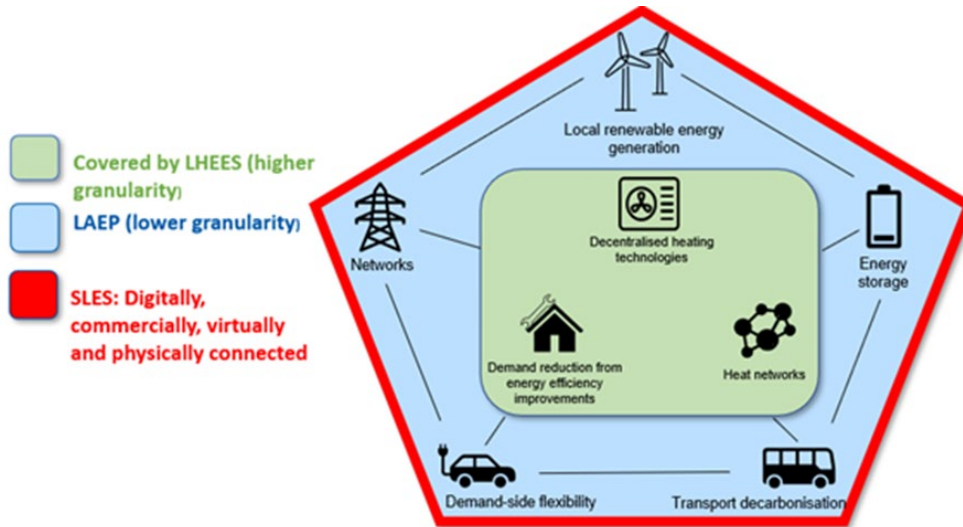 Covered by LHEES (higher
granularity)
LAEP (lower granularity)
SLES: Digitally,
commercially, virtually
and physically connected
Local renewable energy
generation
Networks
Decentralised heating
technologies
Energy
storage
Demand reduction from
energy efficiency
improvements
Heat networks
Demand-side flexibility
Transport decarbonisation